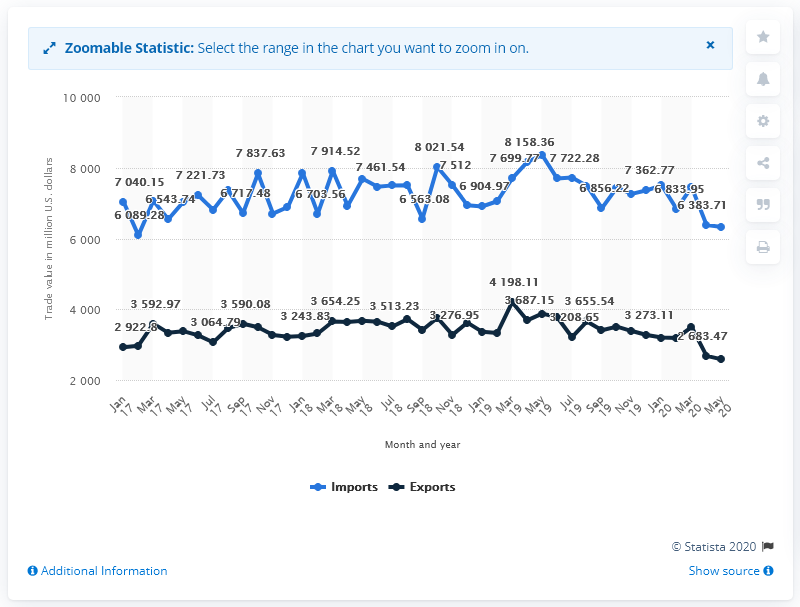 Zoomable Statistic: Select the range in the chart you want to zoom in on.
10 000
8 000
6 000
4 000
2 000
Trade value in million U.S. dollars
7 040.15
6 089.28
6 543.74
7 221.73
6 717.48
7 837.63
6 703.56
7 914.52
7 461.54
6 563.08
8 021.54
7 512
6 904.97
7 699.77
8 158.36
7 722.28
6 856.22
7 362.77
6 833.95
6 383.71
2 922.8
3 592.97
3 064.79
3 590.08
3 243.83
3 654.25
3 513.23
3 276.95
4 198.11
3 687.15
3 208.65
3 655.54
3 273.11
2 683.47
Jan 17
Mar 17
May 17
Jul 17
Sep 17
Nov 17
Jan 18
Mar 18
May 18
Jul 18
Sep 18
Nov 18
Jan 19
Mar 19
May 19
Jul 19
Sep 19
Nov 19
Jan 20
Mar 20
May 20
Month and year
Imports Exports
© Statista 2020
Additional Information
Show source